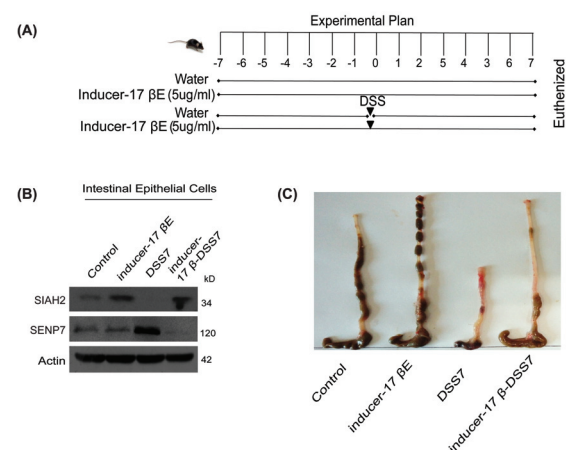 (A)
Experimental Plan
-7 -6 -5 -4 -3 -2 -1 0 1 2 3 4 3 6 7
Water
Inducer-17 βE (5ug/ml)
DSS
Water
Inducer-17 βE (5ug/ml)
Euthenized
(B)
Intestinal Epithelial Cells
Control
inducer-17 βE
DSS7
inducer-
17 β-DSS7
kD
SIAH2
34
SENP7
120
Actin
42
(C)
Control
inducer-17 βE
DSS7
inducer-17 β-DSS7